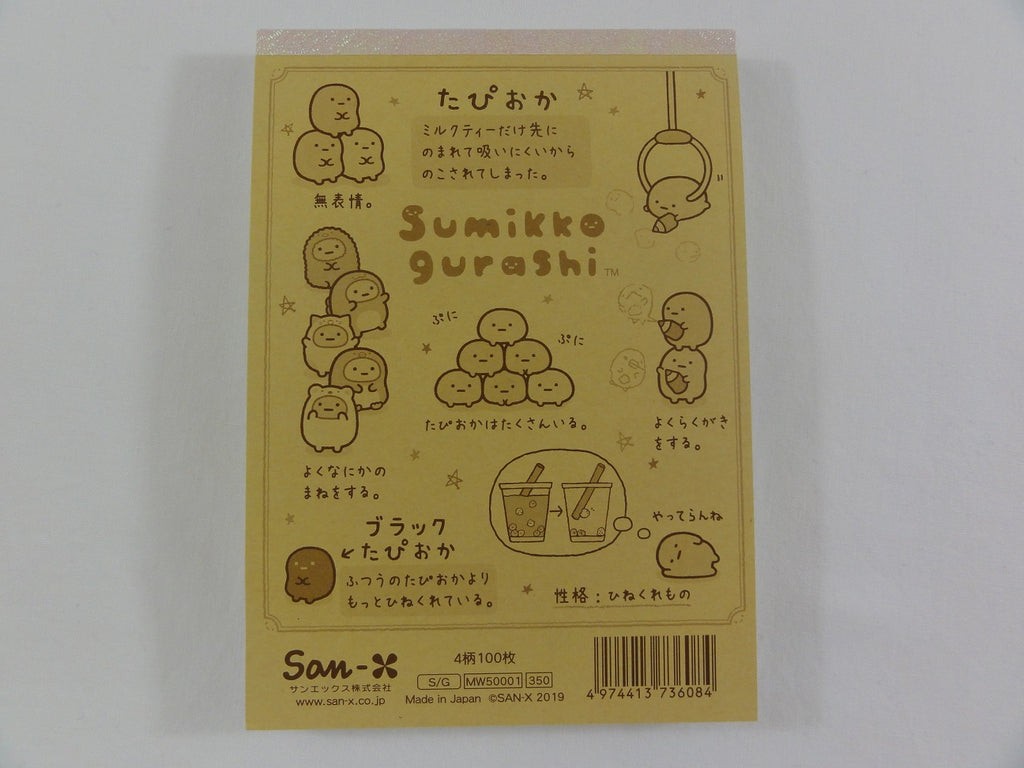 たぴおか
ミルクティーだけ先に
のまれて吸いにくいから
のこされてしまった。
無表情。
Sumikko
gurashi™
ぷに
ぷに
たぴおかはたくさんいる。
よくらくがき
をする。
よくなにかの
まねをする。
やってらんね
ブラック
たぴおか
ふつうのたぴおかより
もっとひねくれている。
性格：ひねくれもの
San-X
サンエックス株式会社
www.san-x.co.jp
4柄100枚
S/G MW50001 350
Made in Japan ©SAN-X 2019
4 974413 736084